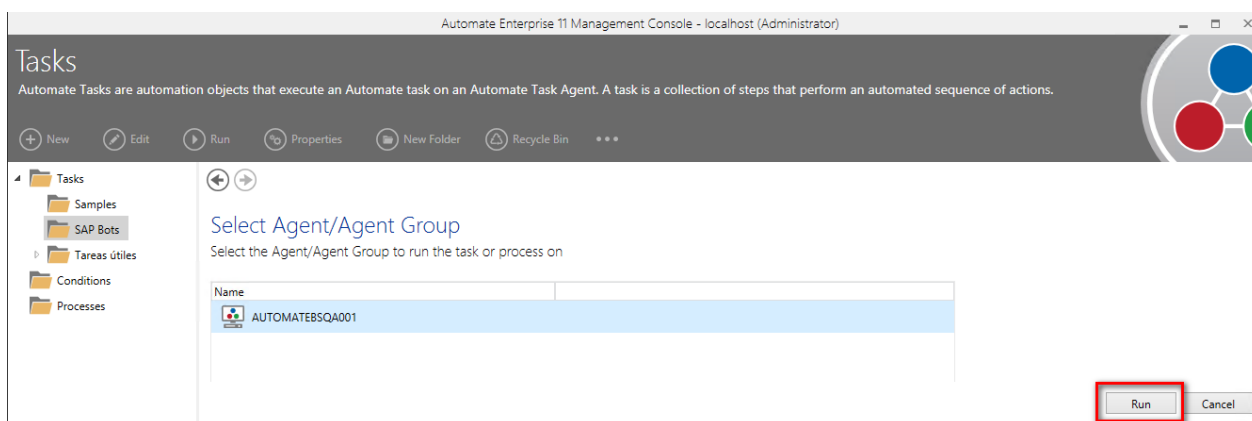 Automate Enterprise 11 Management Console - localhost (Administrator)
Tasks
Automate Tasks are automation objects that execute an Automate task on an Automate Task Agent. A task is a collection of steps that perform an automated sequence of actions.
New Edit Run Properties New Folder Recycle Bin
Tasks
Samples
SAP Bots
Tareas útiles
Conditions
Processes
Select Agent/Agent Group
Select the Agent/Agent Group to run the task or process on
Name
AUTOMATEBSQA001
Run Cancel